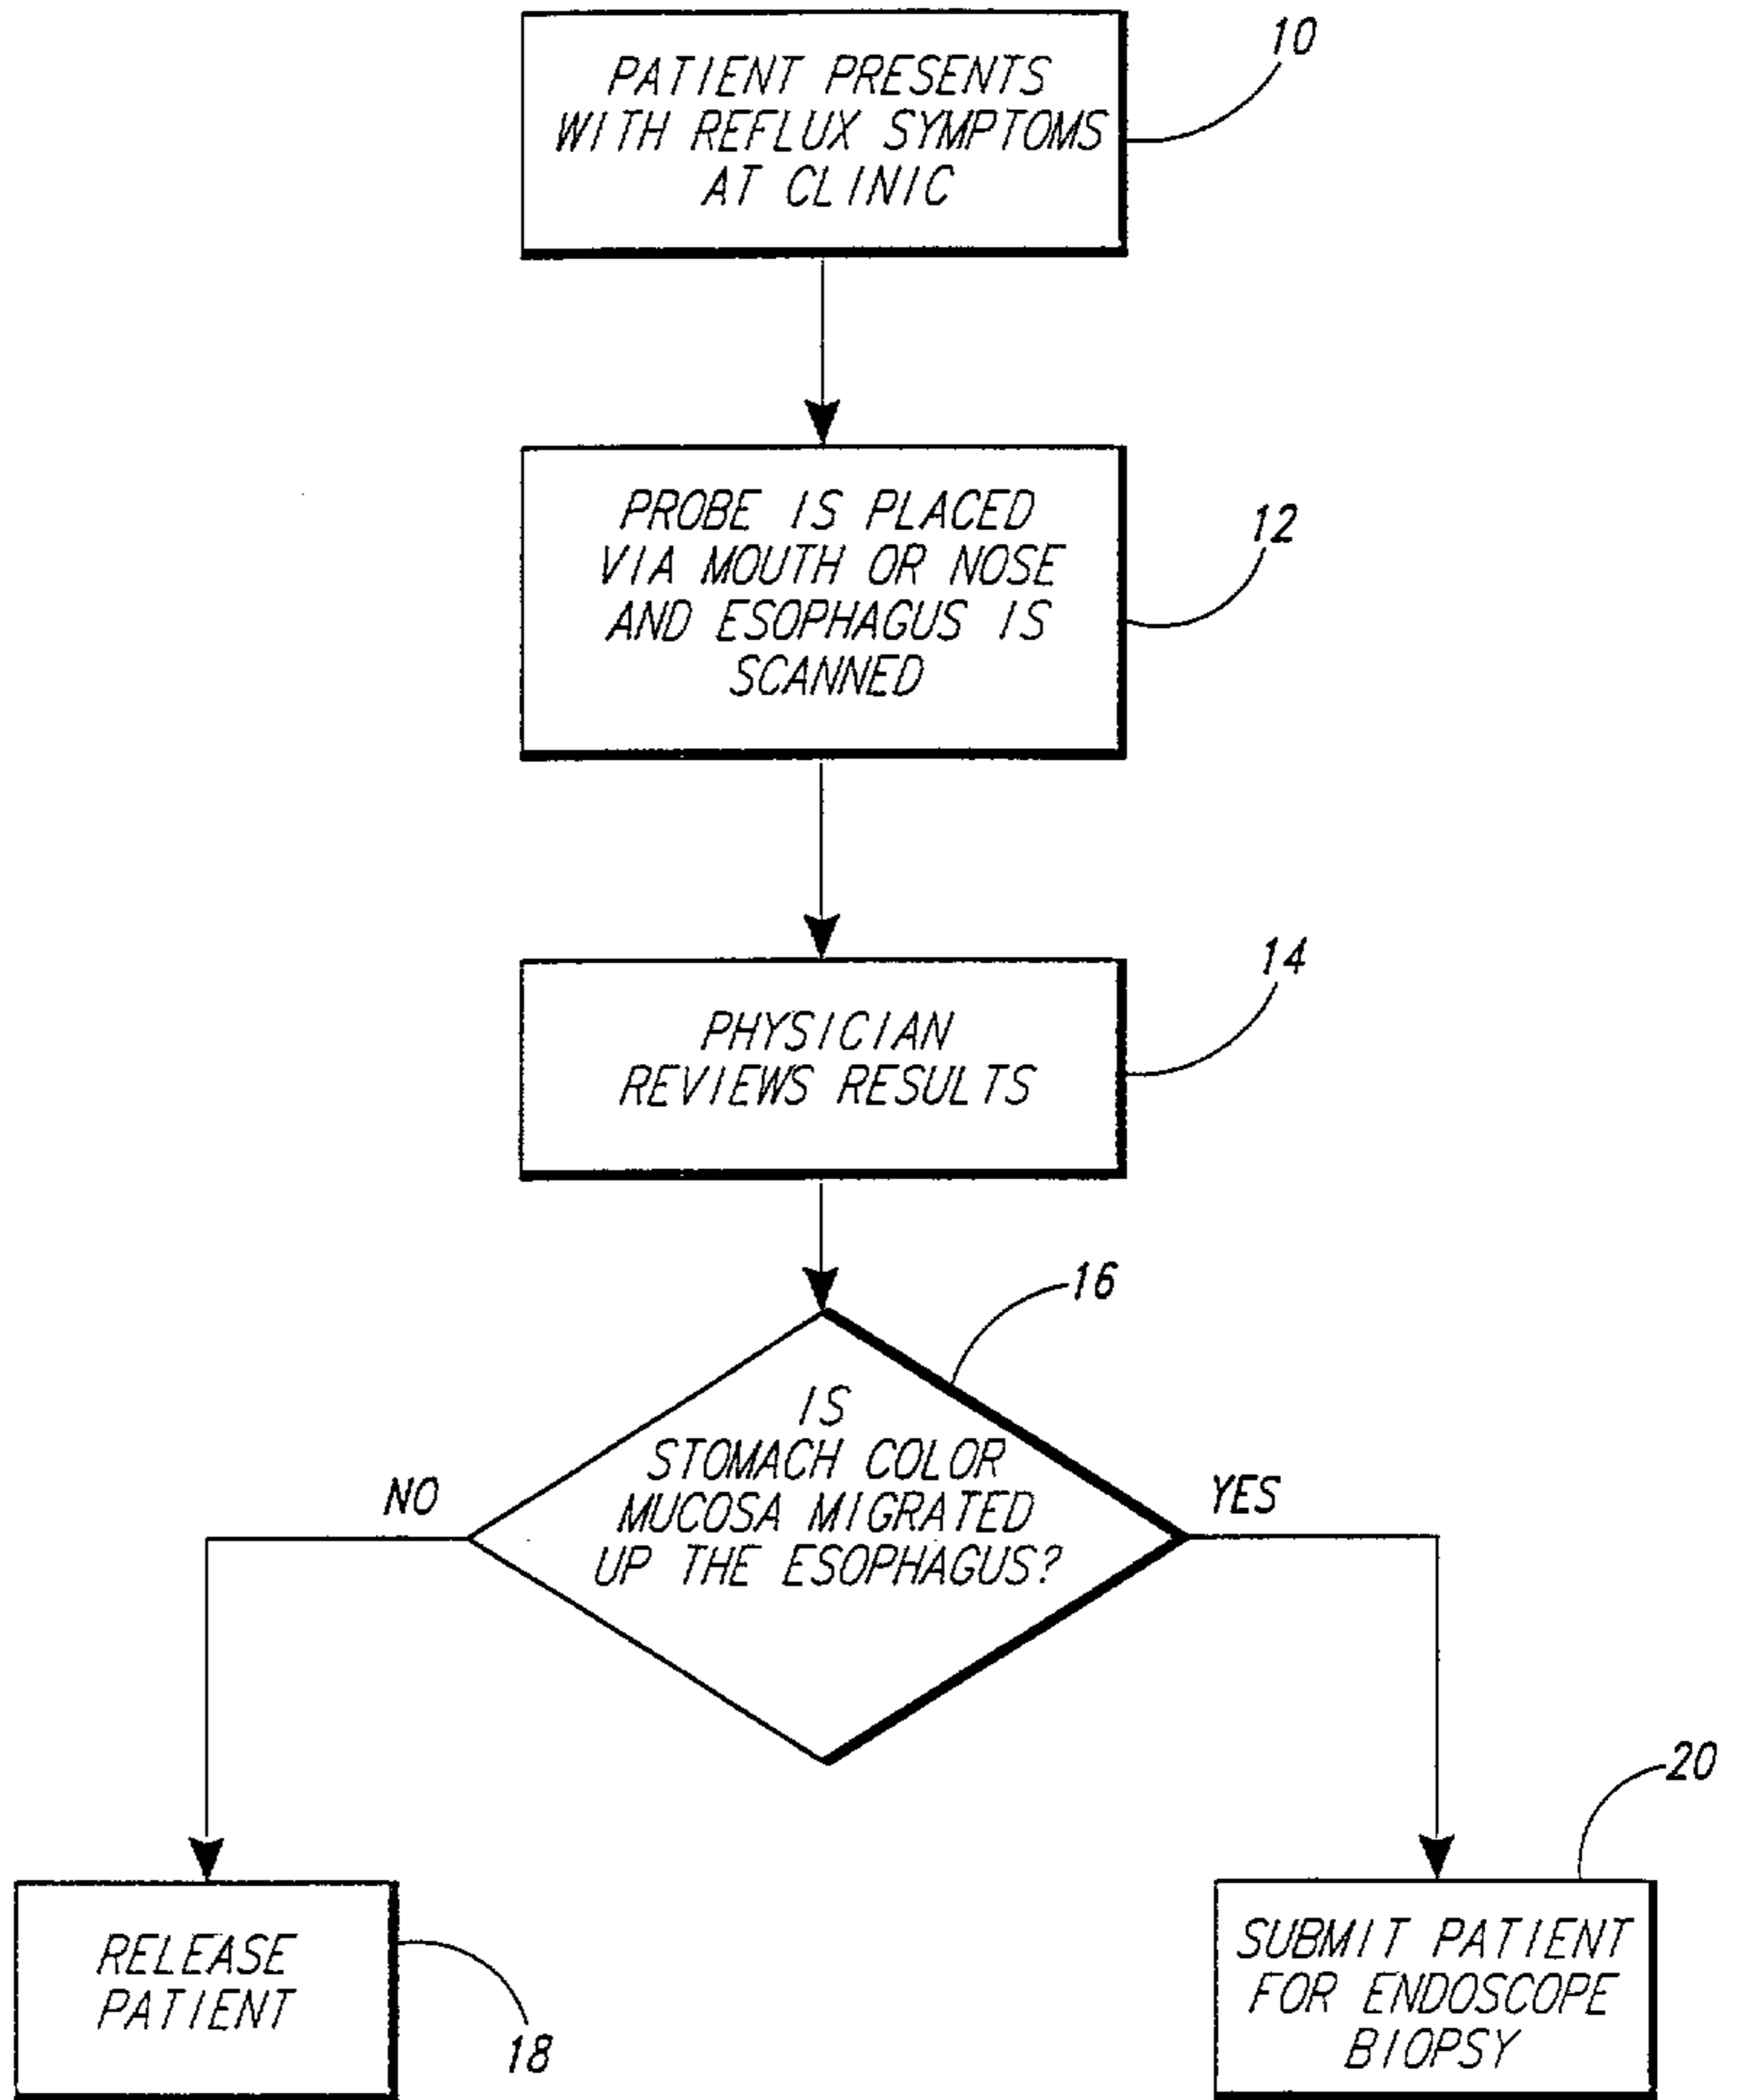 PATIENT PRESENTS
WITH REFLUX SYMPTOMS
AT CLINIC
10
PROBE IS PLACED
VIA MOUTH OR NOSE
AND ESOPHAGUS IS
SCANNED
12
PHYSICIAN
REVIEWS RESULTS
14
16
IS
STOMACH COLOR
MUCOSA MIGRATED
UP THE ESOPHAGUS?
NO
YES
RELEASE
PATIENT
18
20
SUBMIT PATIENT
FOR ENDOSCOPE
BIOPSY